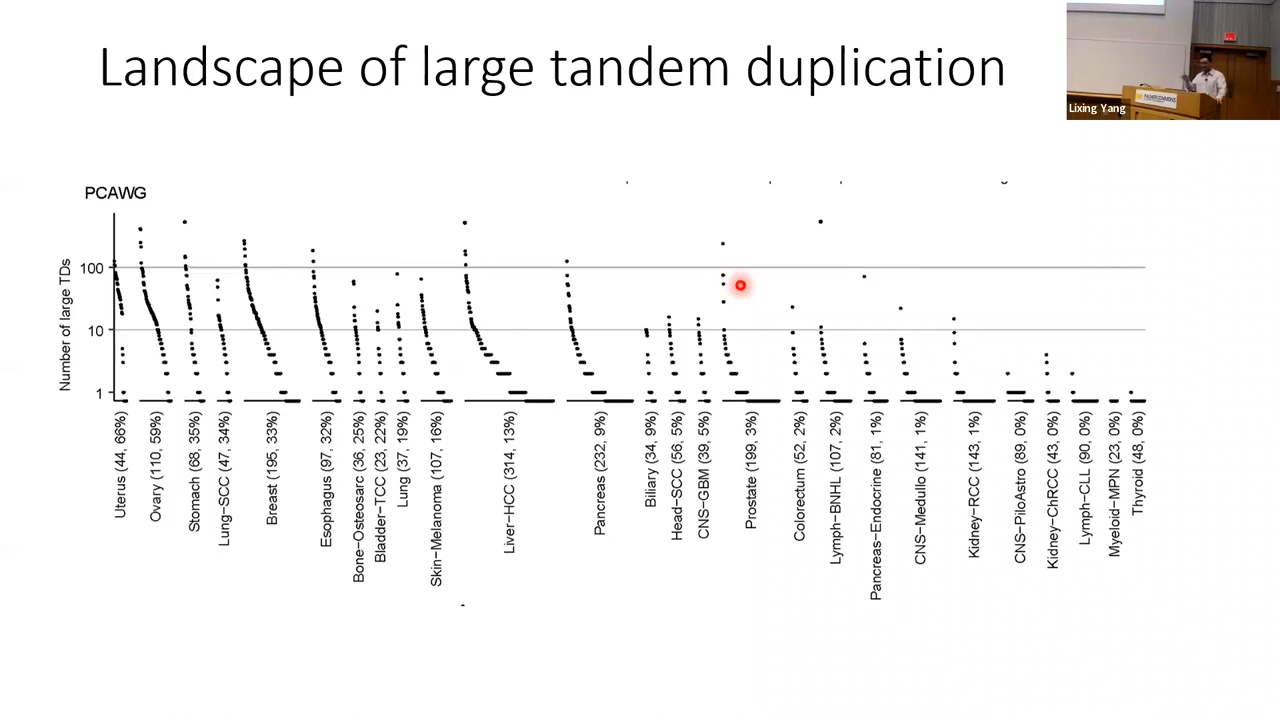 Landscape of large tandem duplication
Lixing Yang
PCAWG
Number of large TDs
100
10
1
Uterus (44, 66%)
Ovary (110, 59%)
Stomach (68, 35%)
Lung−SCC (47, 34%)
Breast (195, 33%)
Esophagus (97, 32%)
Bone−Osteosarc (36, 25%)
Bladder−TCC (23, 22%)
Lung (37, 19%)
Skin−Melanoma (107, 16%)
Liver−HCC (314, 13%)
Pancreas (232, 9%)
Biliary (34, 9%)
Head−SCC (56, 5%)
CNS−GBM (39, 5%)
Prostate (199, 3%)
Colorectum (52, 2%)
Lymph−BNHL (107, 2%)
Pancreas−Endocrine (81, 1%)
CNS−Medullo (141, 1%)
Kidney−RCC (143, 1%)
CNS−PiloAstro (89, 0%)
Kidney−ChRCC (43, 0%)
Lymph−CLL (90, 0%)
Myeloid−MPN (23, 0%)
Thyroid (48, 0%)